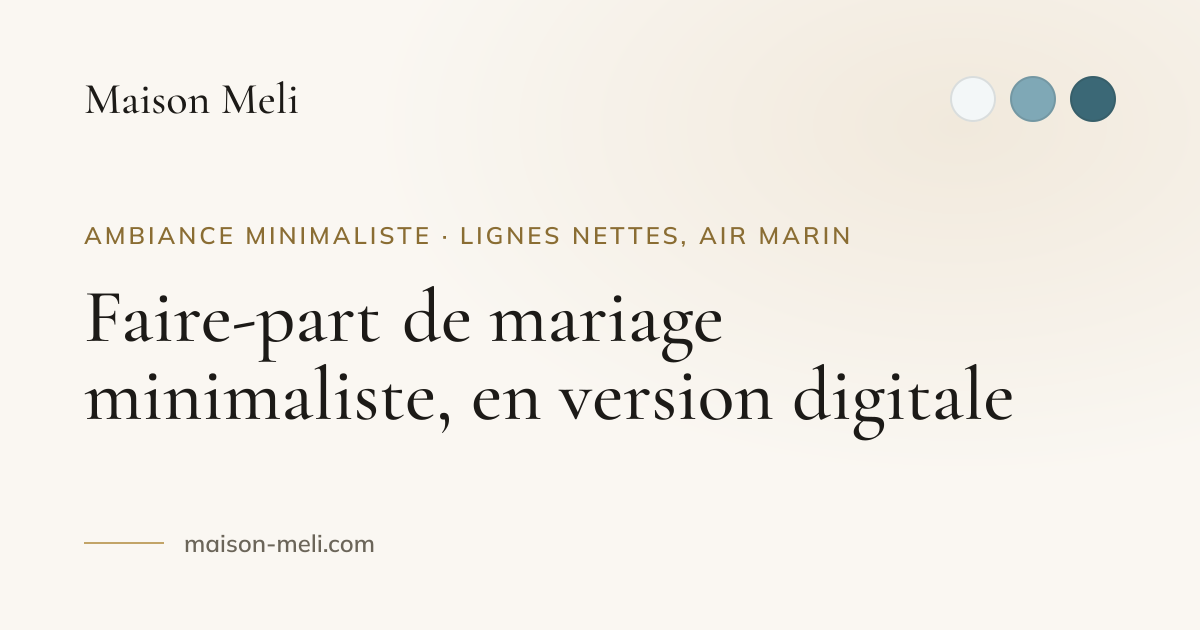 Maison Meli
AMBIANCE MINIMALISTE · LIGNES NETTES, AIR MARIN
Faire-part de mariage
minimaliste, en version digitale
maison-meli.com